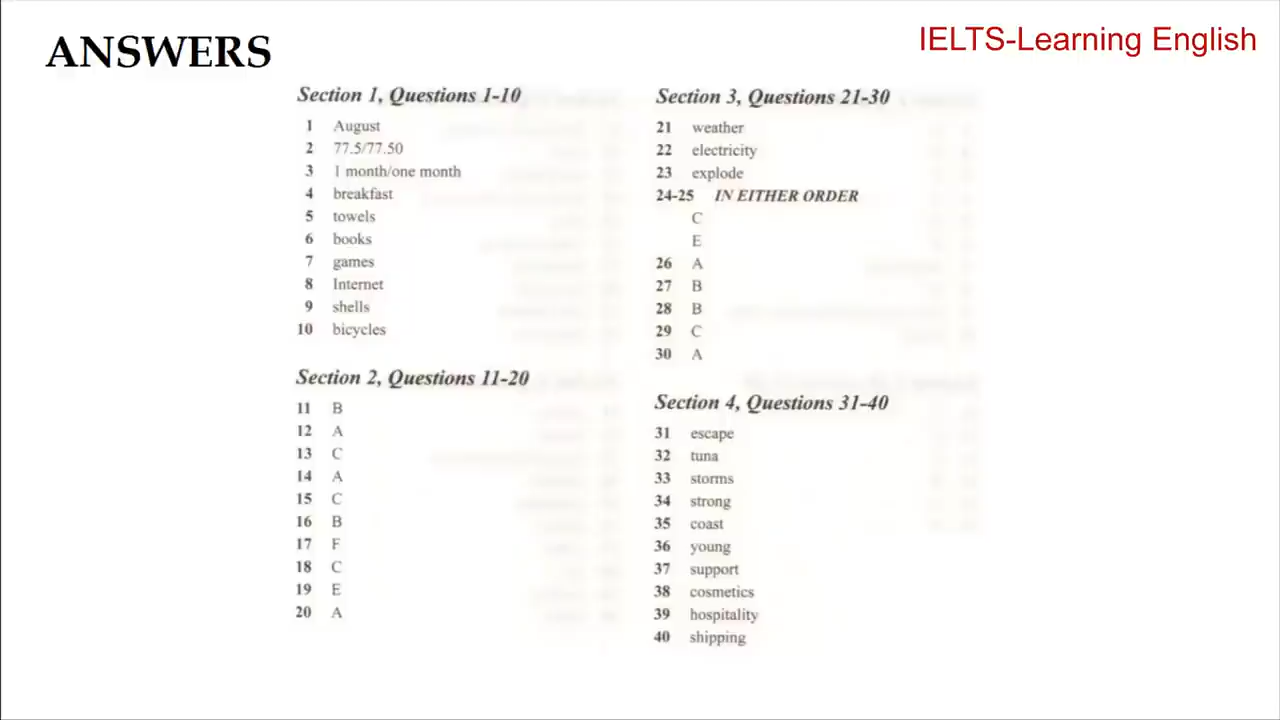 ANSWERS
IELTS-Learning English
Section 1, Questions 1-10
1 August
2 77.5/77.50
3 1 month/one month
4 breakfast
5 towels
6 books
7 games
8 Internet
9 shells
10 bicycles
Section 2, Questions 11-20
11 B
12 A
13 C
14 A
15 C
16 B
17 F
18 C
19 E
20 A
Section 3, Questions 21-30
21 weather
22 electricity
23 explode
24-25 IN EITHER ORDER
C
E
26 A
27 B
28 B
29 C
30 A
Section 4, Questions 31-40
31 escape
32 tuna
33 storms
34 strong
35 coast
36 young
37 support
38 cosmetics
39 hospitality
40 shipping